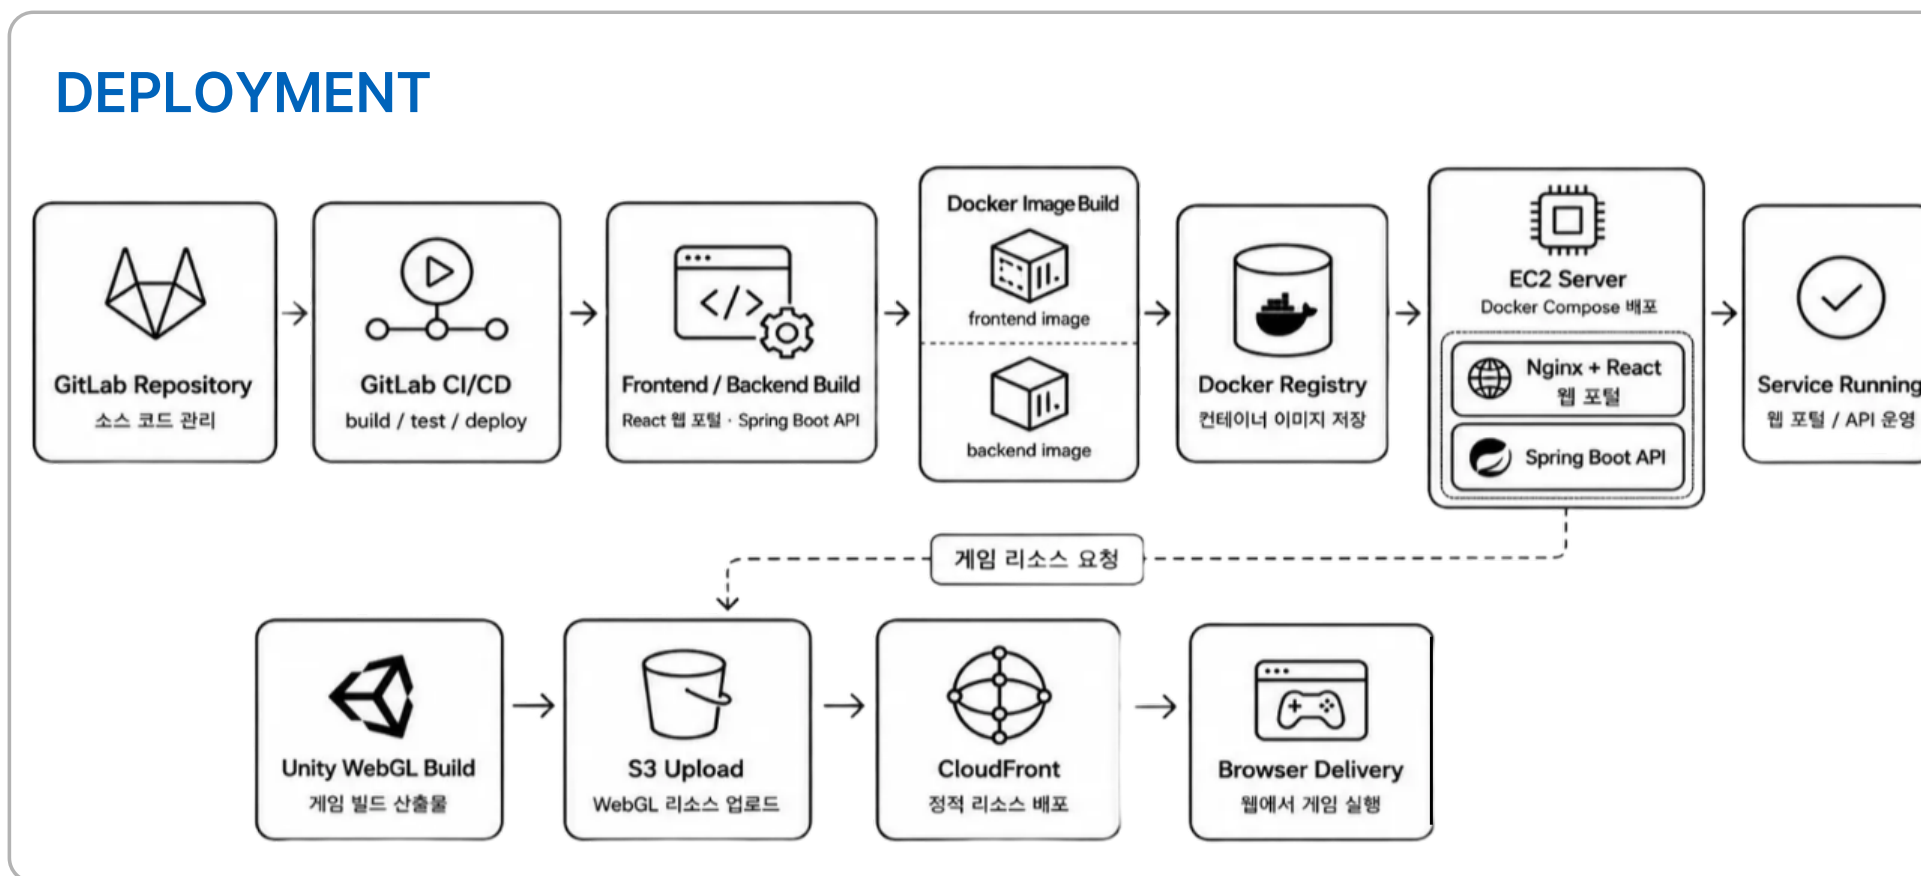 DEPLOYMENT
GitLab Repository
소스 코드 관리
GitLab CI/CD
build / test / deploy
Frontend / Backend Build
React 웹 포털 · Spring Boot API
Docker Image Build
frontend image
backend image
Docker Registry
컨테이너 이미지 저장
EC2 Server
Docker Compose 배포
Nginx + React
웹 포털
Spring Boot API
Service Running
웹 포털 / API 운영
게임 리소스 요청
Unity WebGL Build
게임 빌드 산출물
S3 Upload
WebGL 리소스 업로드
CloudFront
정적 리소스 배포
Browser Delivery
웹에서 게임 실행